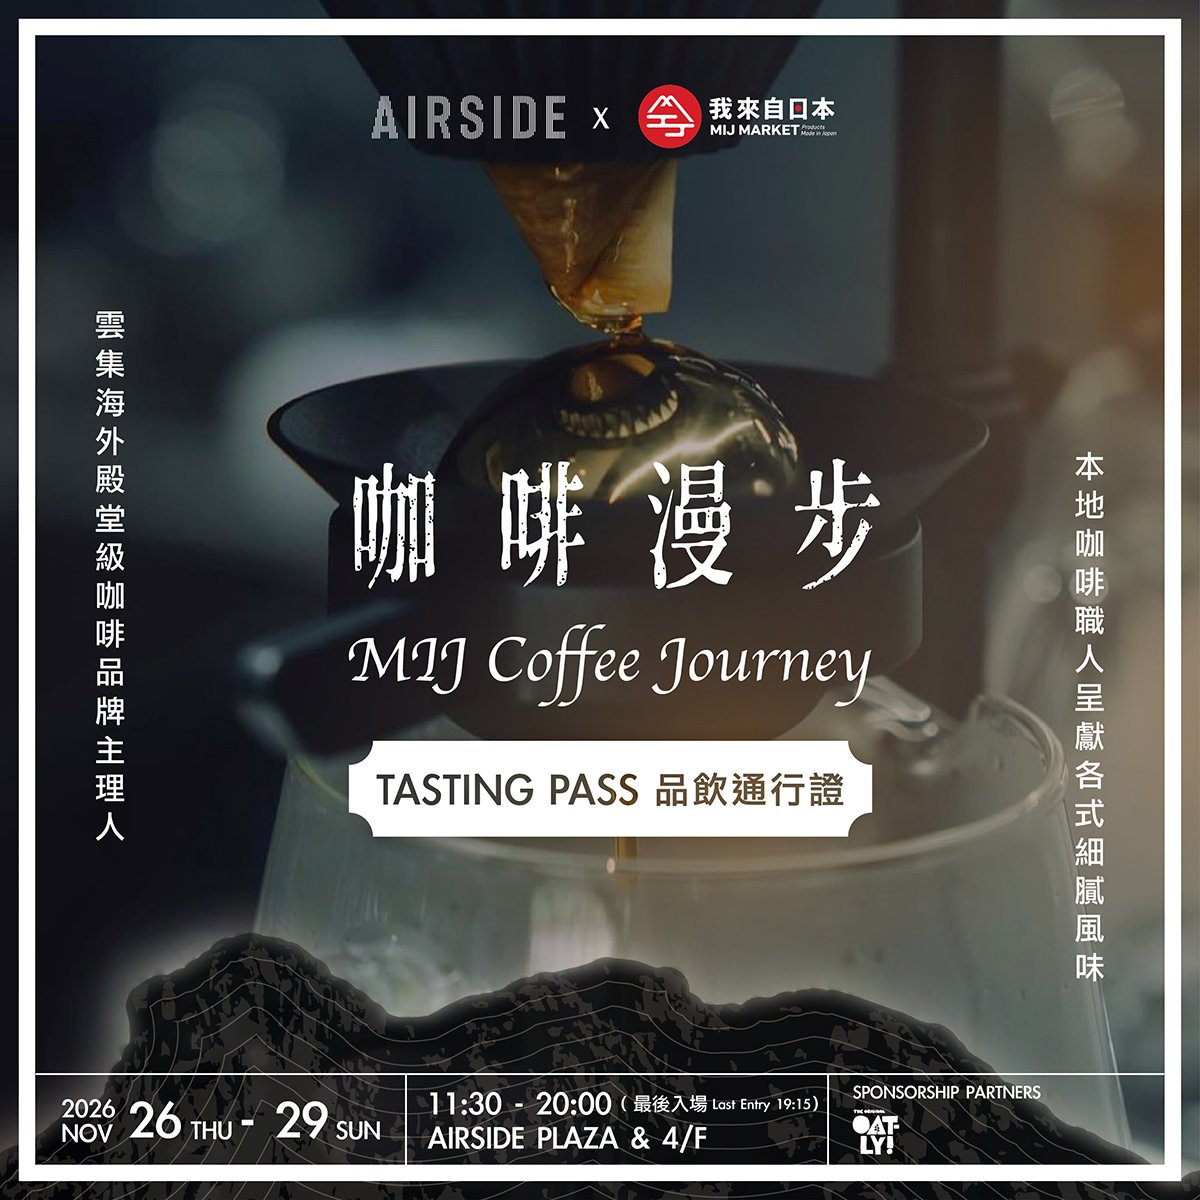 AIRSIDE x 我來自日本
MIJ MARKET Products Made in Japan
雲集海外殿堂級咖啡品牌主理人
本地咖啡職人呈獻各式細膩風味
咖啡漫步
MIJ Coffee Journey
TASTING PASS 品飲通行證
2026 NOV 26 THU - 29 SUN
11:30 - 20:00 (最後入場 Last Entry 19:15)
AIRSIDE PLAZA & 4/F
SPONSORSHIP PARTNERS
THE ORIGINAL
OATLY!